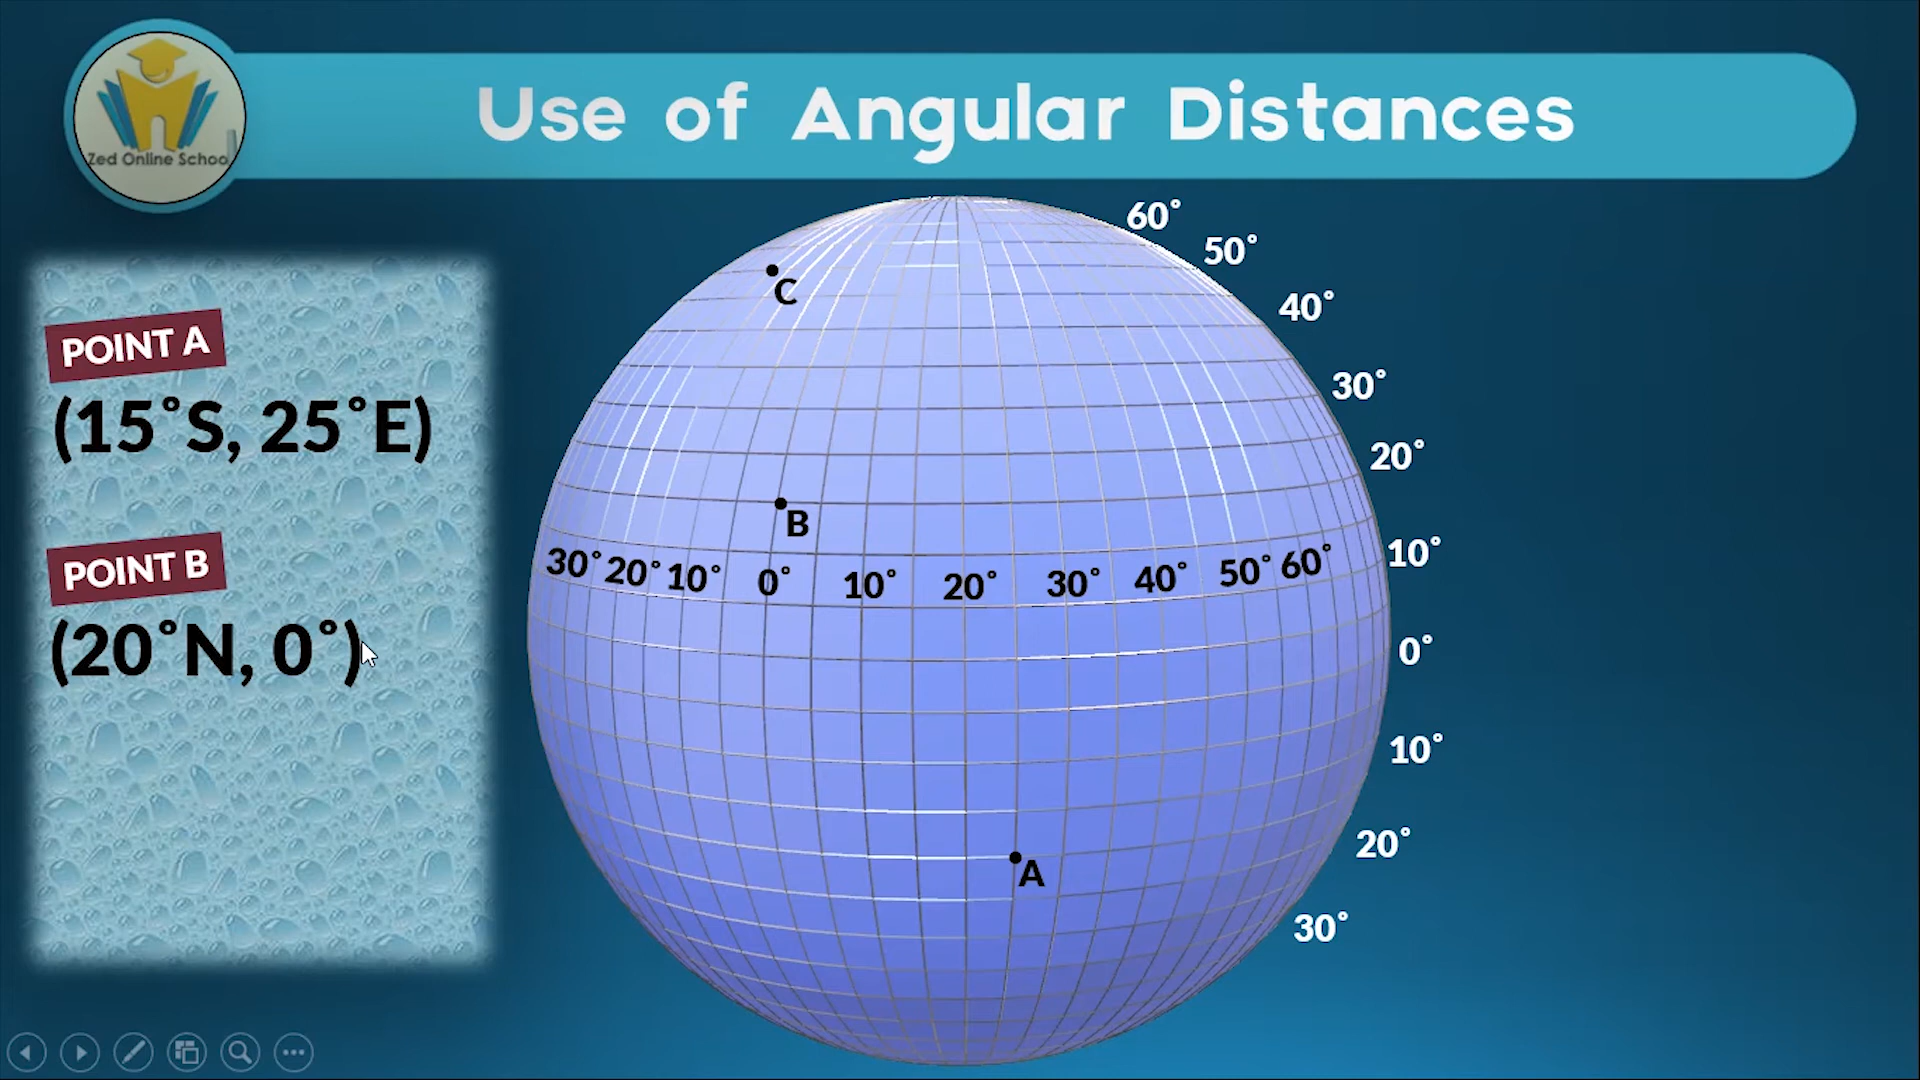 Use of Angular Distances
Zed Online School
POINT A
(15°S, 25°E)
POINT B
(20°N, 0°)
60°
50°
40°
30°
20°
10°
0°
10°
20°
30°
C
B
30° 20° 10° 0° 10° 20° 30° 40° 50° 60°
A